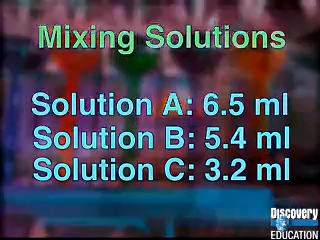 Mixing Solutions
Solution A: 6.5 ml
Solution B: 5.4 ml
Solution C: 3.2 ml
Discovery
EDUCATION